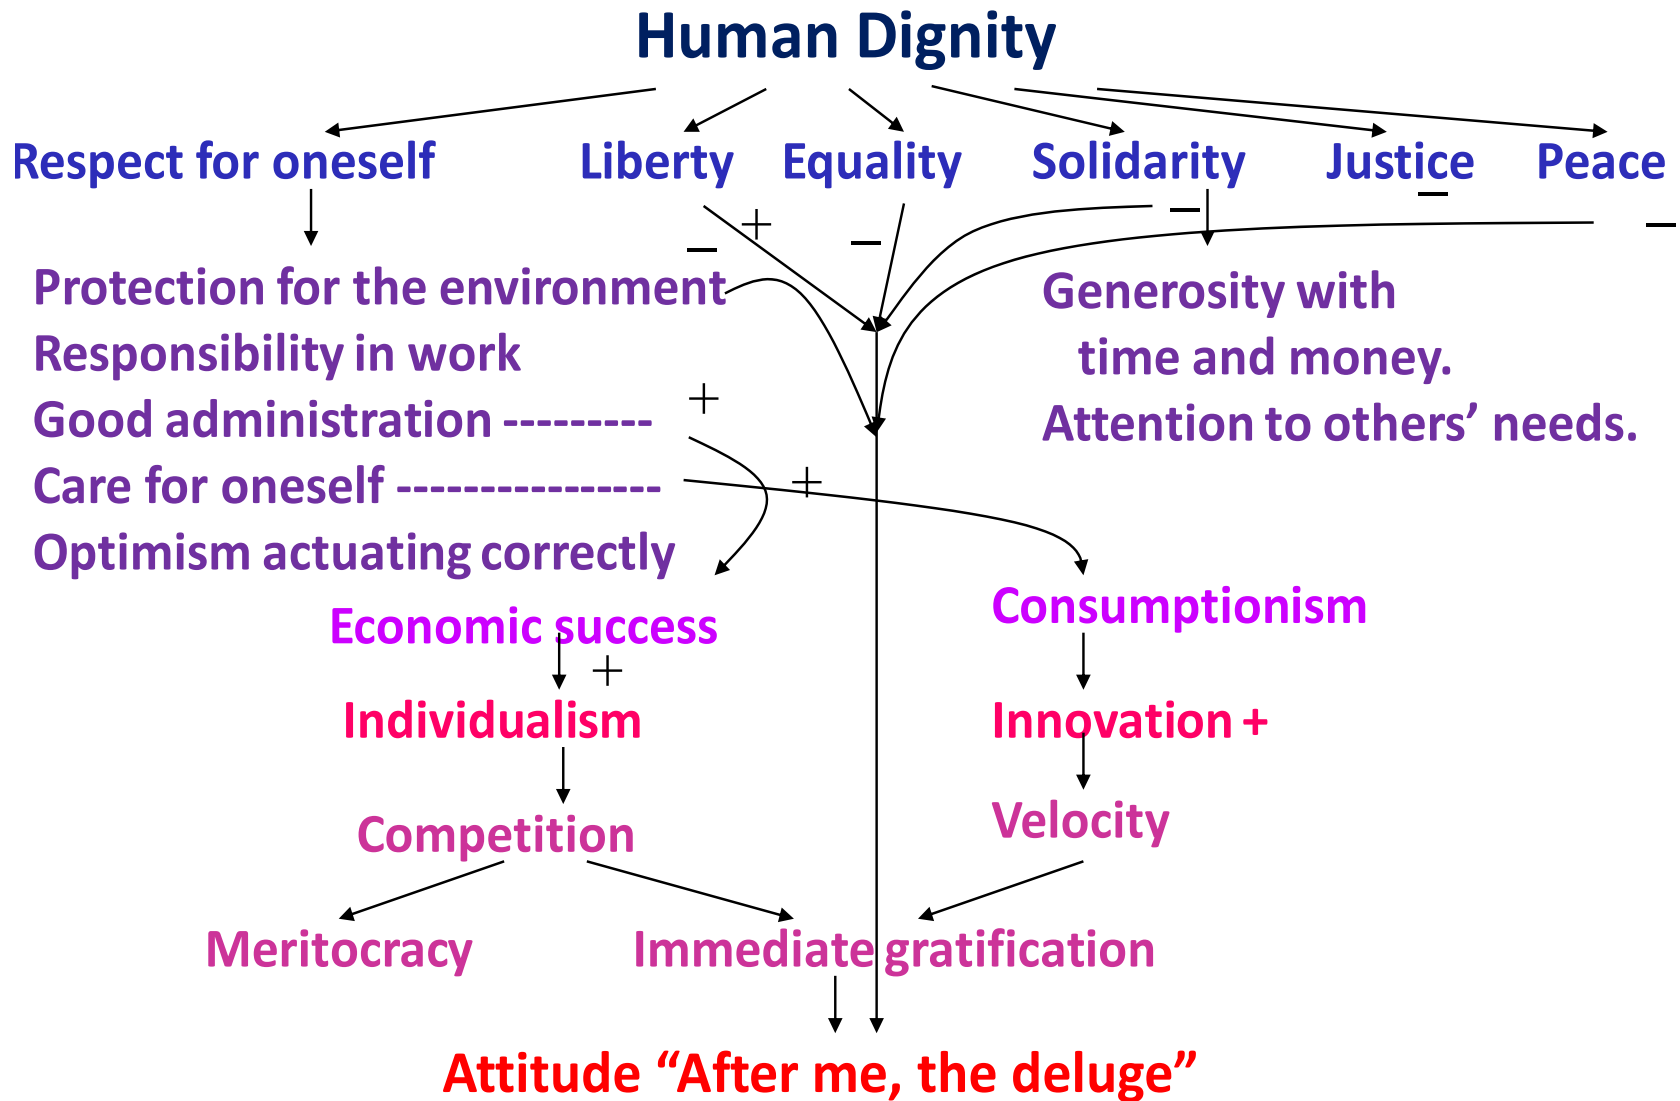 Human Dignity
Respect for oneself Liberty Equality Solidarity Justice Peace
+ − − − − −
Protection for the environment
Responsibility in work
Good administration ---------
Care for oneself ----------------
Optimism actuating correctly
Generosity with
time and money.
Attention to others’ needs.
+
+
Economic success
Consumptionism
+
Individualism
Innovation +
Competition
Velocity
Meritocracy
Immediate gratification
Attitude “After me, the deluge”